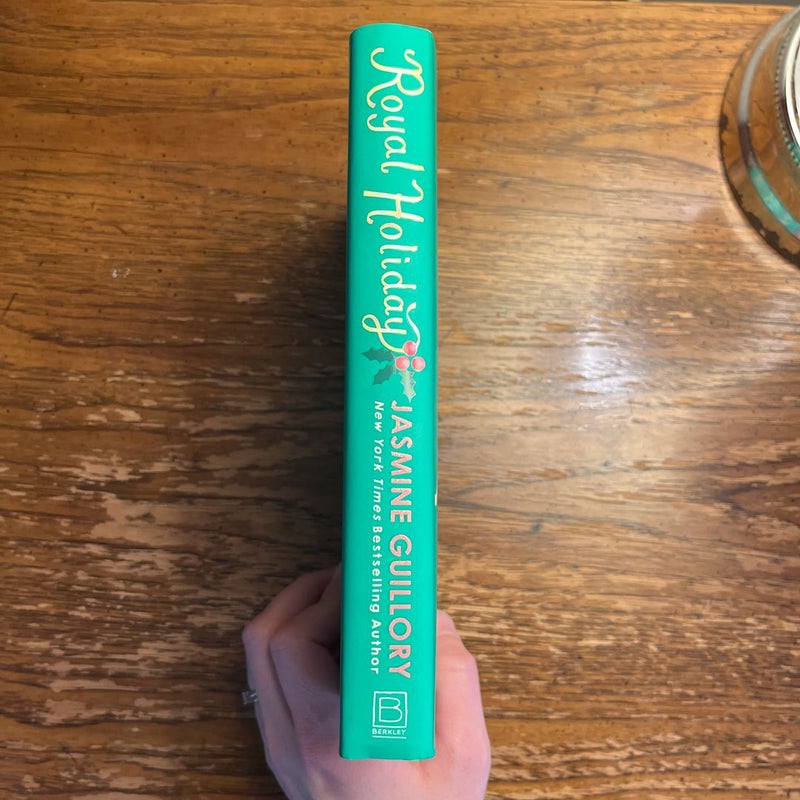 Royal Holiday
JASMINE GUILLORY
New York Times Bestselling Author
B
BERKLEY